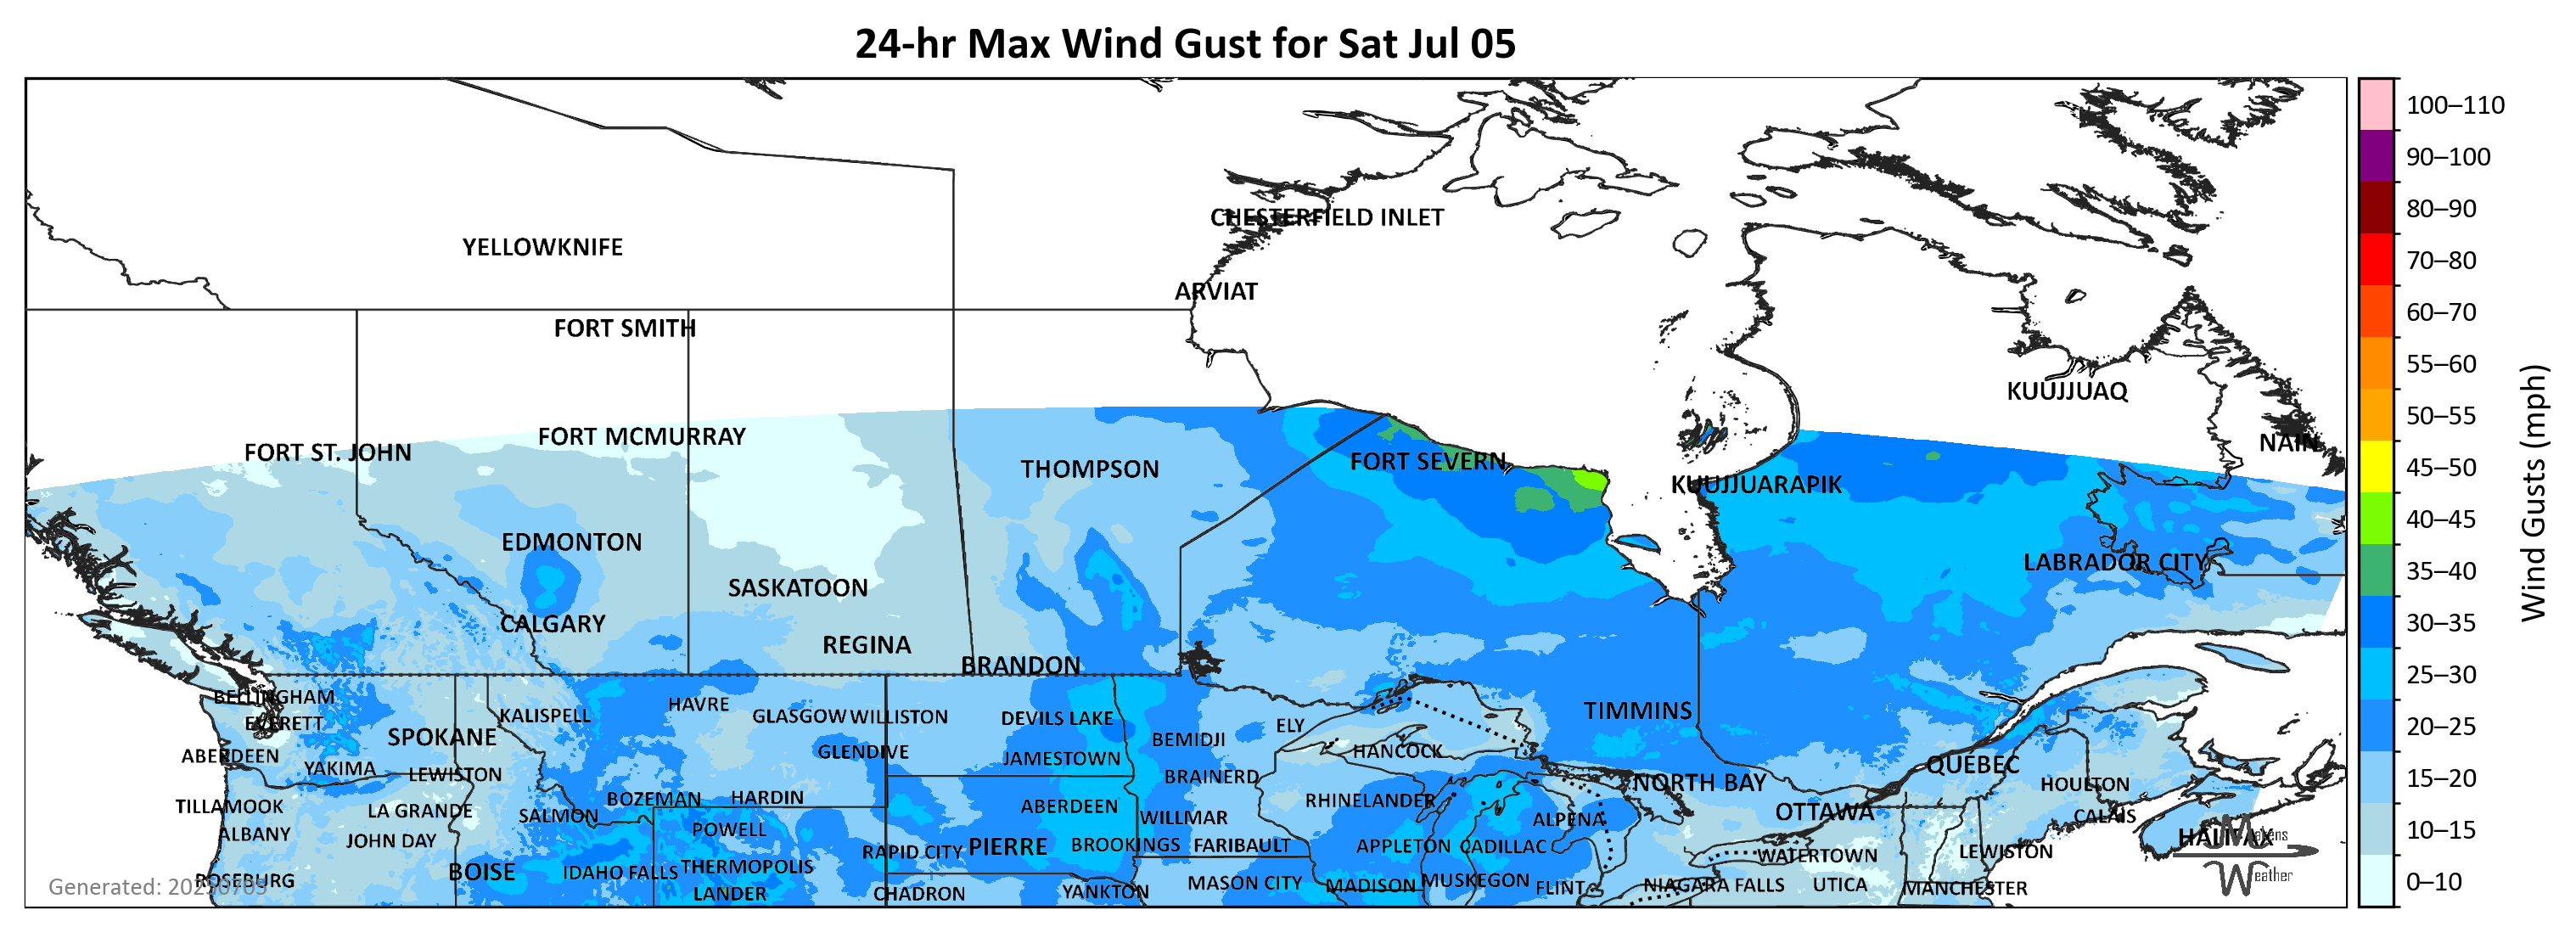 24-hr Max Wind Gust for Sat Jul 05
100–110
90–100
80–90
70–80
60–70
55–60
50–55
45–50
40–45
35–40
30–35
25–30
20–25
15–20
10–15
0–10
Wind Gusts (mph)
CHESTERFIELD INLET
YELLOWKNIFE
ARVIAT
FORT SMITH
KUUJJUAQ
FORT MCMURRAY
NAIN
FORT ST. JOHN
FORT SEVERN
THOMPSON
KUUJJUARAPIK
EDMONTON
LABRADOR CITY
SASKATOON
CALGARY
REGINA
BRANDON
BELLINGHAM
HAVRE
TIMMINS
KALISPELL
GLASGOW
WILLISTON
DEVILS LAKE
EVERETT
ELY
SPOKANE
BEMIDJI
GLENDIVE
HANCOCK
ABERDEEN
JAMESTOWN
QUÉBEC
YAKIMA
LEWISTON
BRAINERD
NORTH BAY
HOULTON
BOZEMAN
HARDIN
RHINELANDER
TILLAMOOK
ABERDEEN
LA GRANDE
OTTAWA
SALMON
WILLMAR
CALAIS
ALPENA
POWELL
ALBANY
HALIFAX
Makens
JOHN DAY
PIERRE
BROOKINGS
FARIBAULT
APPLETON
CADILLAC
RAPID CITY
LEWISTON
WATERTOWN
THERMOPOLIS
BOISE
IDAHO FALLS
Weather
ROSEBURG
MUSKEGON
MASON CITY
MADISON
NIAGARA FALLS
UTICA
FLINT
MANCHESTER
YANKTON
LANDER
CHADRON
Generated: